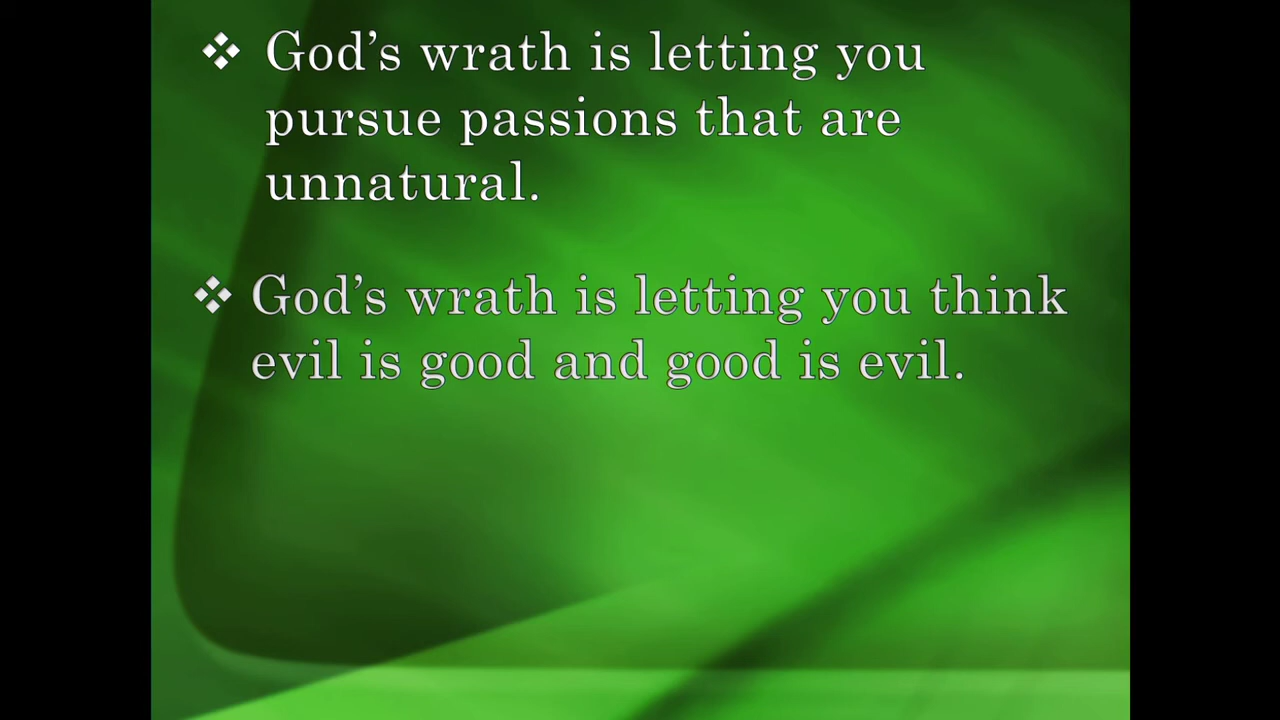 ❖ God’s wrath is letting you
pursue passions that are
unnatural.
❖ God’s wrath is letting you think
evil is good and good is evil.